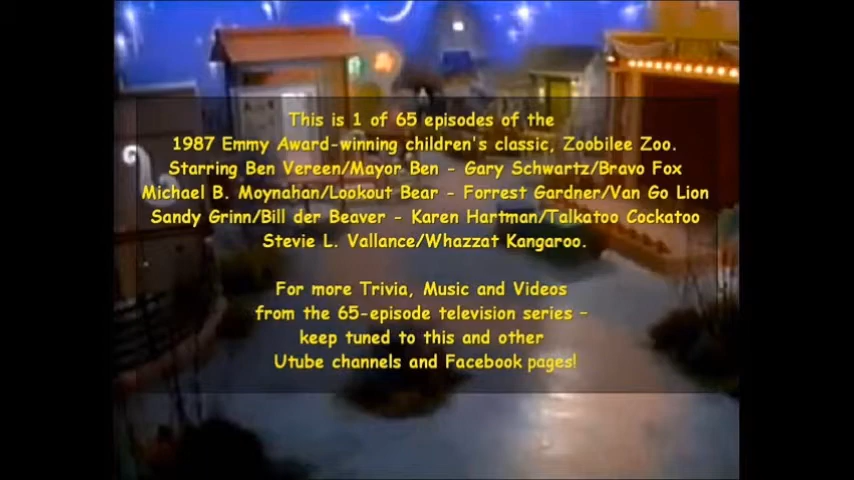 This is 1 of 65 episodes of the
1987 Emmy Award-winning children's classic, Zoobilee Zoo.
Starring Ben Vereen/Mayor Ben - Gary Schwartz/Bravo Fox
Michael B. Moynahan/Lookout Bear - Forrest Gardner/Van Go Lion
Sandy Grinn/Bill der Beaver - Karen Hartman/Talkatoo Cockatoo
Stevie L. Vallance/Whazzat Kangaroo.
For more Trivia, Music and Videos
from the 65-episode television series -
keep tuned to this and other
Utube channels and Facebook pages!